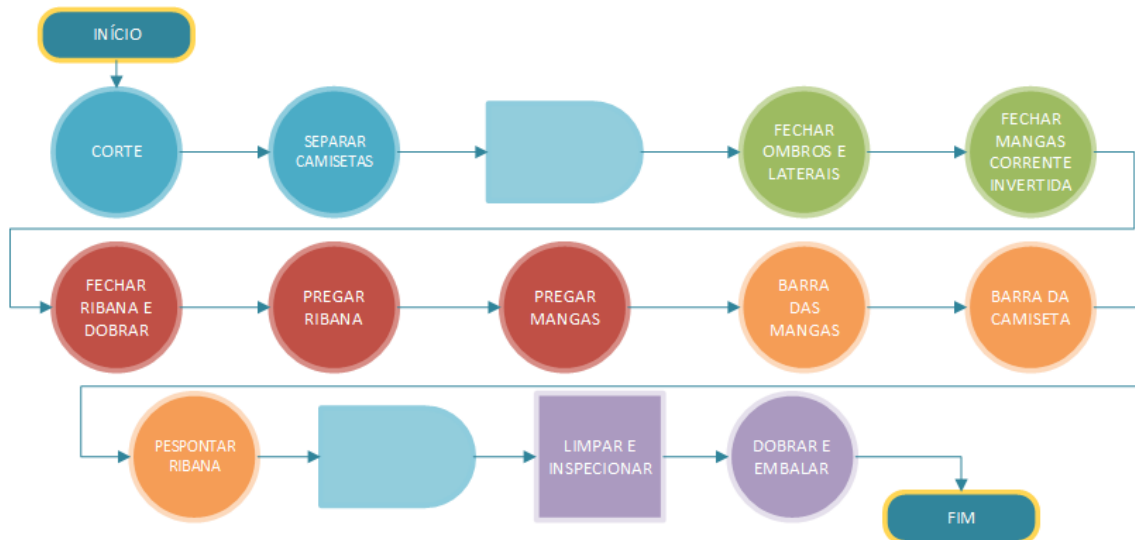 INÍCIO
CORTE
SEPARAR
CAMISETAS
FECHAR
OMBROS E
LATERAIS
FECHAR
MANGAS
CORRENTE
INVERTIDA
FECHAR
RIBANA E
DOBRAR
PREGAR
RIBANA
PREGAR
MANGAS
BARRA
DAS
MANGAS
BARRA DA
CAMISETA
PESPONTAR
RIBANA
LIMPAR E
INSPECIONAR
DOBRAR E
EMBALAR
FIM